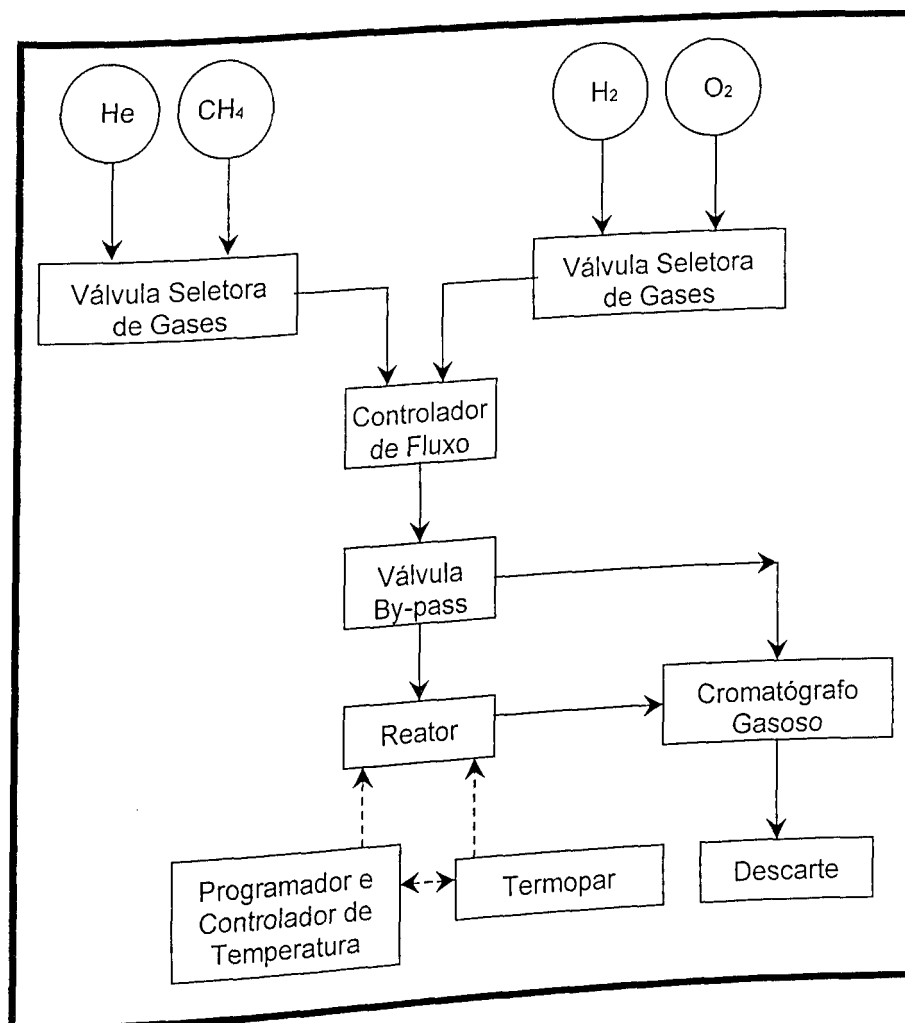 He
CH₄
H₂
O₂
Válvula Seletora
de Gases
Válvula Seletora
de Gases
Controlador
de Fluxo
Válvula
By-pass
Reator
Cromatógrafo
Gasoso
Programador e
Controlador de
Temperatura
Termopar
Descarte